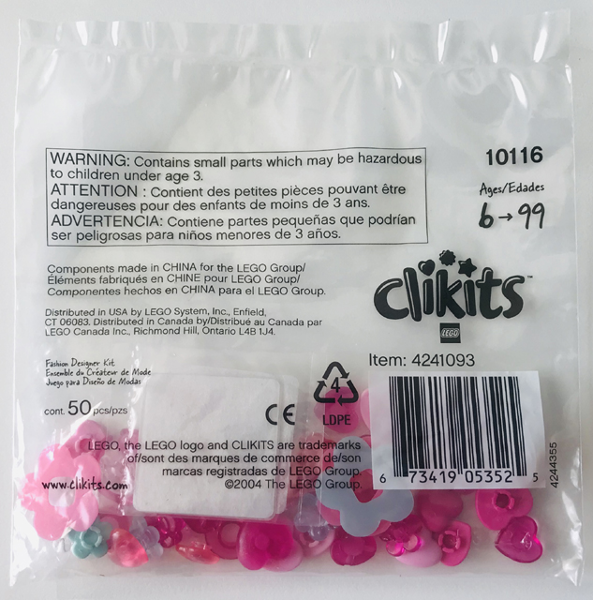 WARNING: Contains small parts which may be hazardous
to children under age 3.
ATTENTION : Contient des petites pièces pouvant être
dangereuses pour des enfants de moins de 3 ans.
ADVERTENCIA: Contiene partes pequeñas que podrían
ser peligrosas para niños menores de 3 años.
10116
Ages/Edades
6→99
Components made in CHINA for the LEGO Group/
Éléments fabriqués en CHINE pour LEGO Group/
Componentes hechos en CHINA para el LEGO Group.
Distributed in USA by LEGO System, Inc., Enfield,
CT 06083. Distributed in Canada by/Distribué au Canada par
LEGO Canada Inc., Richmond Hill, Ontario L4B 1J4.
clikits™
LEGO
Fashion Designer Kit
Ensemble du Créateur de Mode
Juego para Diseño de Modas
cont. 50 pcs/pzs
CE
4
LDPE
Item: 4241093
6 73419 05352 5
4244355
LEGO, the LEGO logo and CLIKITS are trademarks
of/sont des marques de commerce de/son
marcas registradas de LEGO Group.
©2004 The LEGO Group.
www.clikits.com